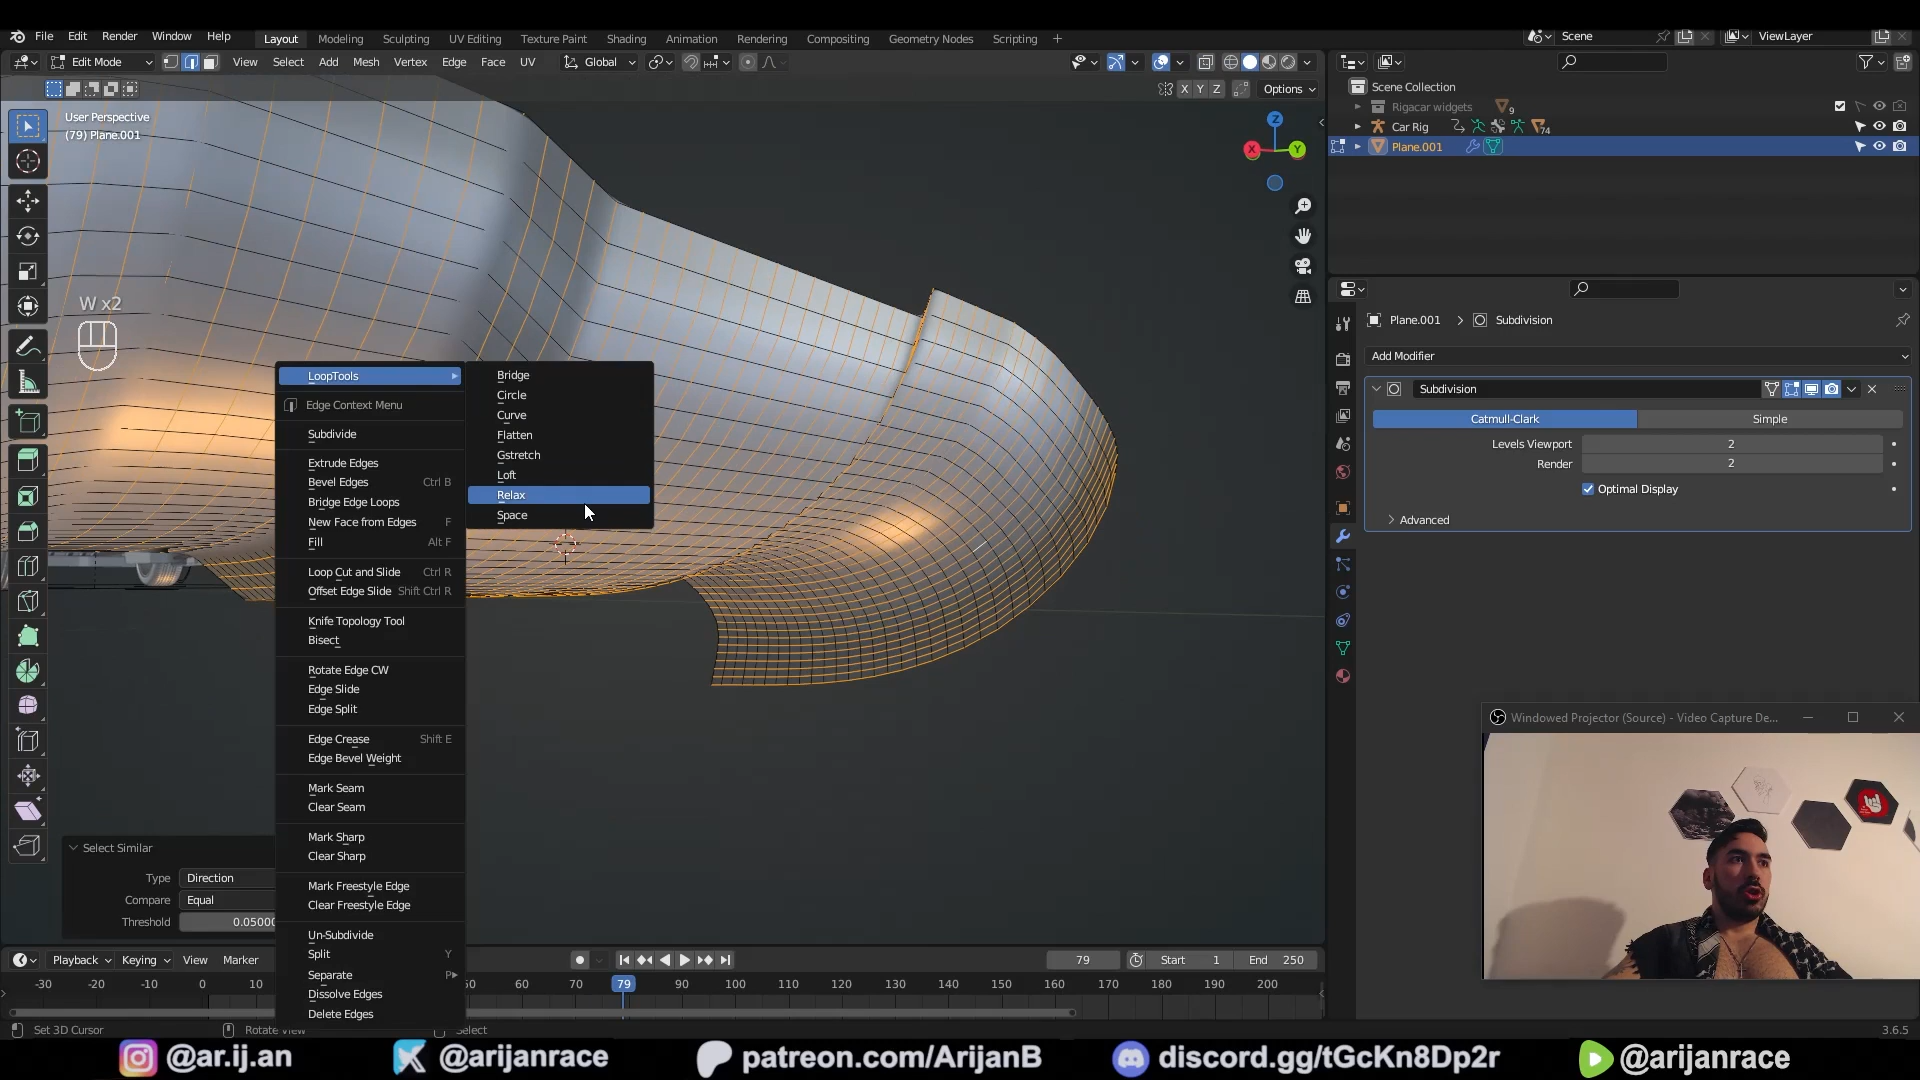 File Edit Render Window Help Layout Modeling Sculpting UV Editing Texture Paint Shading Animation Rendering Compositing Geometry Nodes Scripting + Scene ViewLayer
Edit Mode View Select Add Mesh Vertex Edge Face UV Global
X Y Z Options
Scene Collection
Rigacar widgets 9
Car Rig 74
Plane.001
User Perspective
(79) Plane.001
Z
X
Y
W x2
Plane.001 > Subdivision
Add Modifier
Subdivision
Catmull-Clark Simple
Levels Viewport 2
Render 2
Optimal Display
Advanced
LoopTools
Edge Context Menu
Subdivide
Extrude Edges
Bevel Edges Ctrl B
Bridge Edge Loops
New Face from Edges F
Fill Alt F
Loop Cut and Slide Ctrl R
Offset Edge Slide Shift Ctrl R
Knife Topology Tool
Bisect
Rotate Edge CW
Edge Slide
Edge Split
Edge Crease Shift E
Edge Bevel Weight
Mark Seam
Clear Seam
Mark Sharp
Clear Sharp
Mark Freestyle Edge
Clear Freestyle Edge
Un-Subdivide
Split Y
Separate P
Dissolve Edges
Delete Edges
Bridge
Circle
Curve
Flatten
Gstretch
Loft
Relax
Space
Windowed Projector (Source) - Video Capture De...
Select Similar
Type Direction
Compare Equal
Threshold 0.05000
Playback Keying View Marker 79 Start 1 End 250
-30 -20 -10 0 10 50 60 70 79 90 100 110 120 130 140 150 160 170 180 190 200
Set 3D Cursor Rotate View Select 3.6.5
@ar.ij.an @arijanrace patreon.com/ArijanB discord.gg/tGcKn8Dp2r @arijanrace